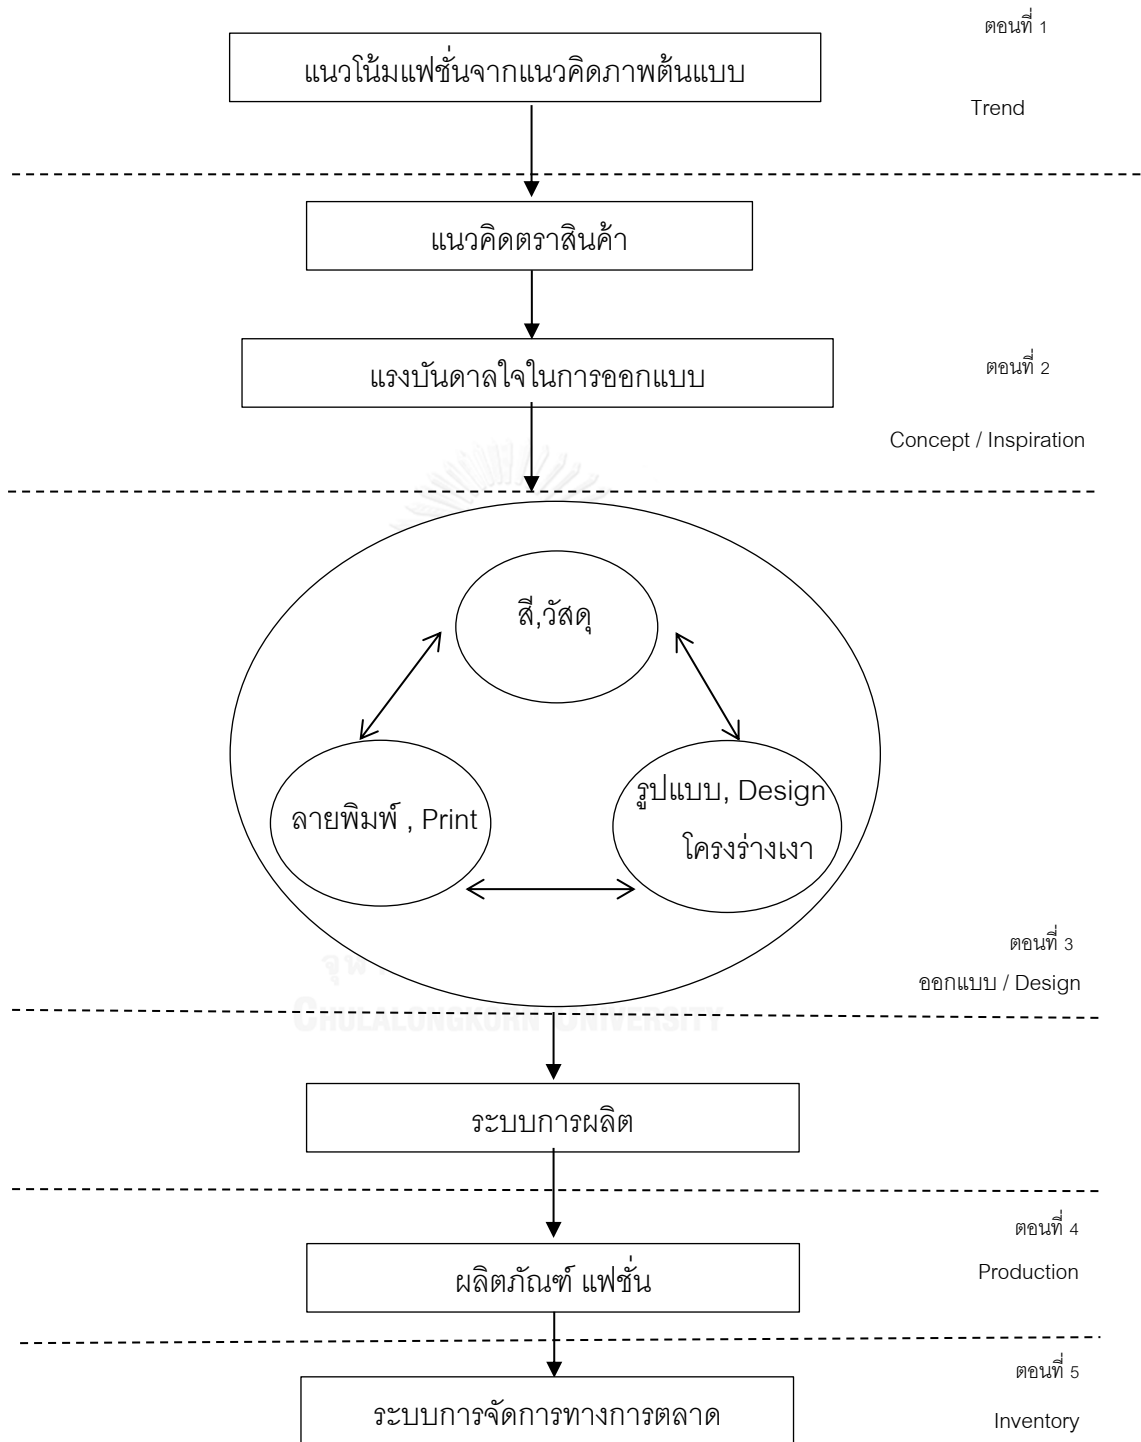 ตอนที่ 1
แนวโน้มแฟชั่นจากแนวคิดภาพต้นแบบ
Trend
แนวคิดตราสินค้า
ตอนที่ 2
แรงบันดาลใจในการออกแบบ
Concept / Inspiration
สี,วัสดุ
รูปแบบ, Design
ลายพิมพ์ , Print
โครงร่างเงา
ตอนที่ 3
ออกแบบ / Design
CHULALONGKORN UNIVERSITY
ระบบการผลิต
ตอนที่ 4
Production
ผลิตภัณฑ์ แฟชั่น
ตอนที่ 5
ระบบการจัดการทางการตลาด
Inventory